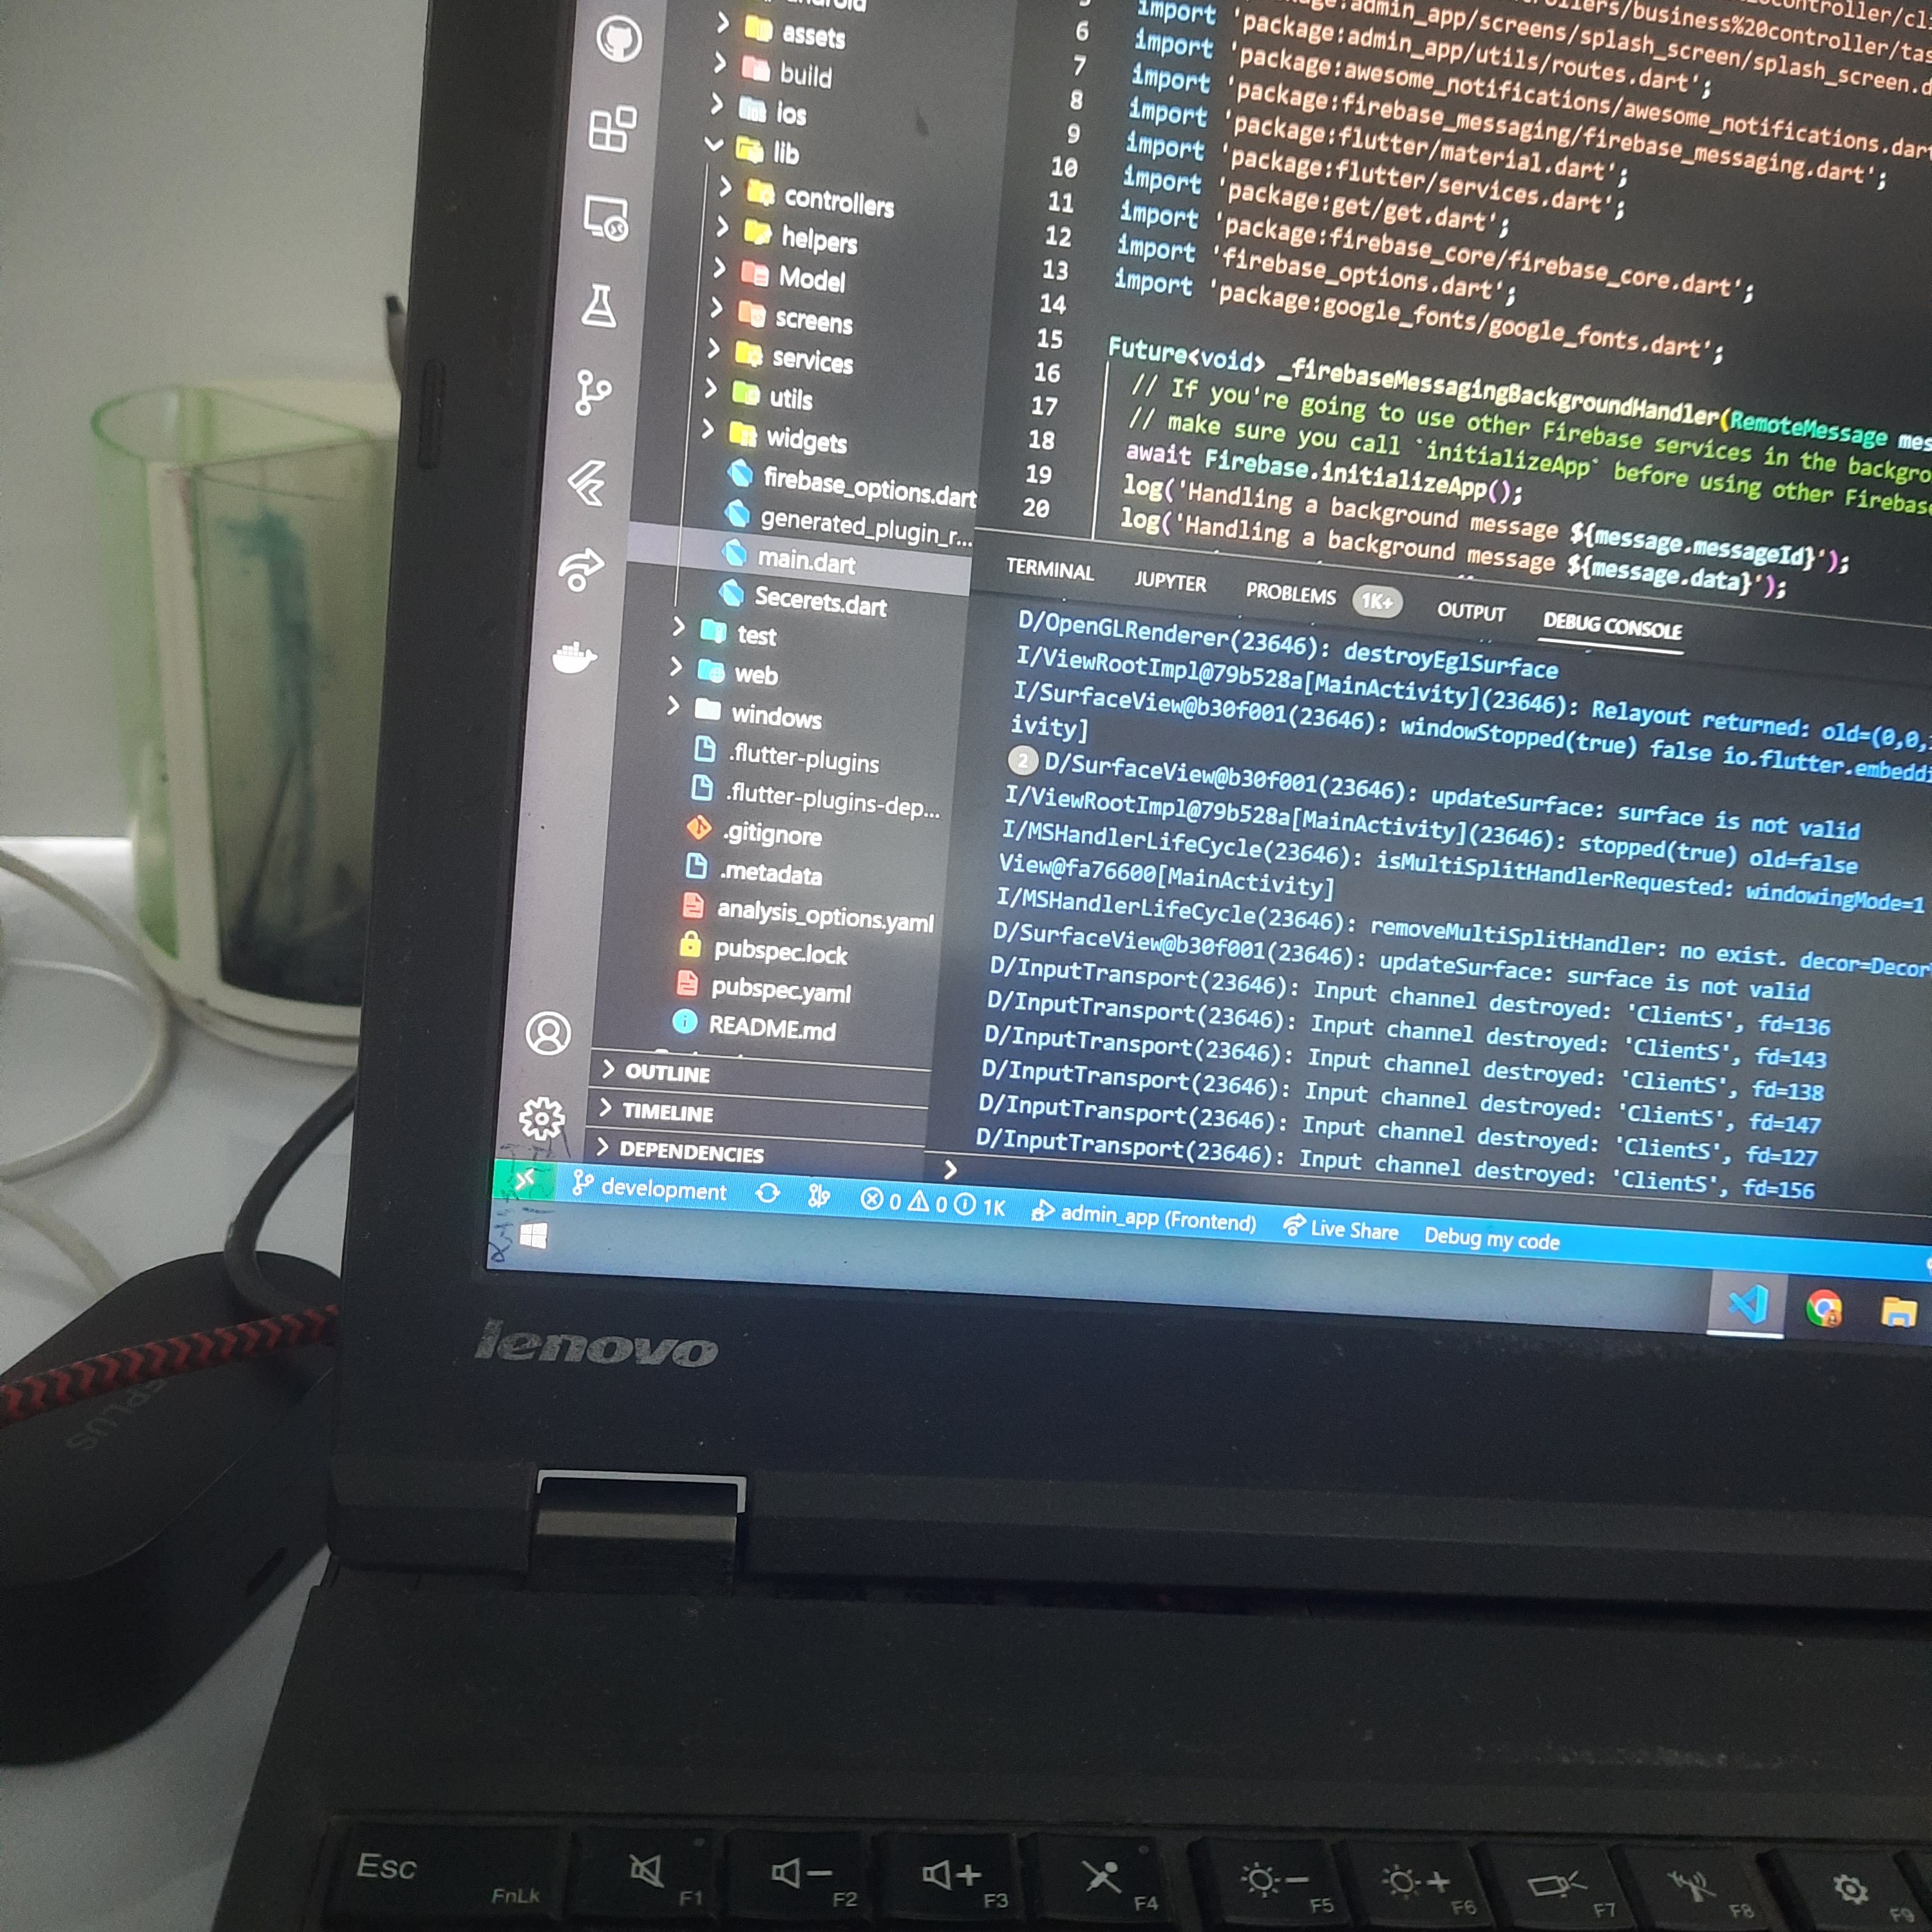 assets
build
ios
lib
controllers
helpers
Model
screens
services
utils
widgets
firebase_options.dart
generated_plugin_r...
main.dart
Secerets.dart
test
web
windows
.flutter-plugins
.flutter-plugins-dep...
.gitignore
.metadata
analysis_options.yaml
pubspec.lock
pubspec.yaml
README.md
OUTLINE
TIMELINE
DEPENDENCIES
6 import 'package:admin_app/screens/splash_screen/splash_screen.d
7 import 'package:admin_app/utils/routes.dart';
8 import 'package:awesome_notifications/awesome_notifications.dart
9 import 'package:firebase_messaging/firebase_messaging.dart';
10 import 'package:flutter/material.dart';
11 import 'package:flutter/services.dart';
12 import 'package:get/get.dart';
13 import 'package:firebase_core/firebase_core.dart';
14 import 'firebase_options.dart';
import 'package:google_fonts/google_fonts.dart';
15
16 Future<void> _firebaseMessagingBackgroundHandler(RemoteMessage mes
17 // If you're going to use other Firebase services in the backgro
18 // make sure you call `initializeApp` before using other Firebase
19 await Firebase.initializeApp();
20 log('Handling a background message ${message.messageId}');
log('Handling a background message ${message.data}');
TERMINAL JUPYTER PROBLEMS 1K+ OUTPUT DEBUG CONSOLE
D/OpenGLRenderer(23646): destroyEglSurface
I/ViewRootImpl@79b528a[MainActivity](23646): Relayout returned: old=(0,0,
I/SurfaceView@b30f001(23646): windowStopped(true) false io.flutter.embeddi
ivity]
2 D/SurfaceView@b30f001(23646): updateSurface: surface is not valid
I/ViewRootImpl@79b528a[MainActivity](23646): stopped(true) old=false
I/MSHandlerLifeCycle(23646): isMultiSplitHandlerRequested: windowingMode=1
View@fa76600[MainActivity]
I/MSHandlerLifeCycle(23646): removeMultiSplitHandler: no exist. decor=Decor
D/SurfaceView@b30f001(23646): updateSurface: surface is not valid
D/InputTransport(23646): Input channel destroyed: 'ClientS', fd=136
D/InputTransport(23646): Input channel destroyed: 'ClientS', fd=143
D/InputTransport(23646): Input channel destroyed: 'ClientS', fd=138
D/InputTransport(23646): Input channel destroyed: 'ClientS', fd=147
D/InputTransport(23646): Input channel destroyed: 'ClientS', fd=127
D/InputTransport(23646): Input channel destroyed: 'ClientS', fd=156
development 0 0 1K admin_app (Frontend) Live Share Debug my code
lenovo
Esc FnLk F1 F2 F3 F4 F5 F6 F7 F8 F9